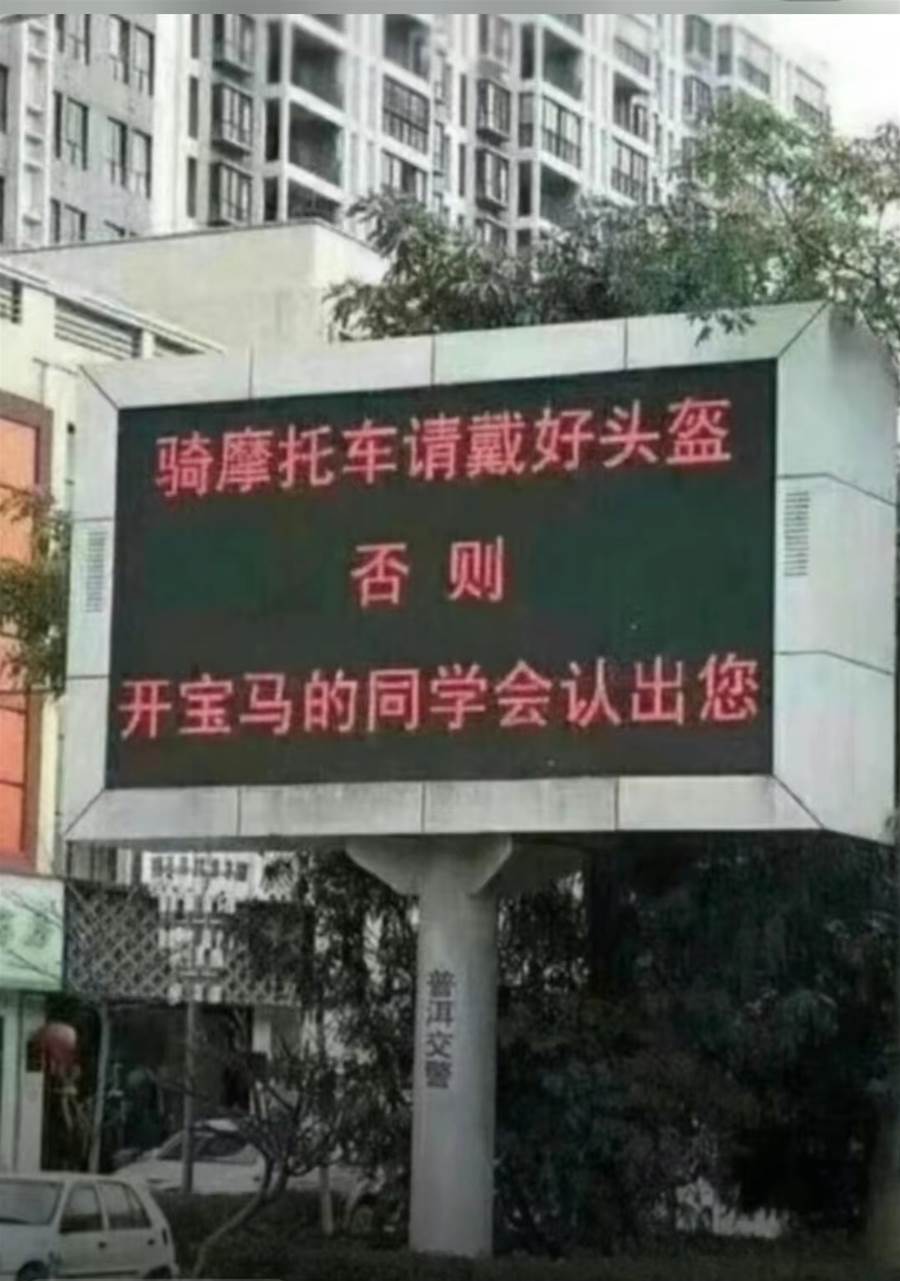 骑摩托车请戴好头盔
否则
开宝马的同学会认出您
普洱交警